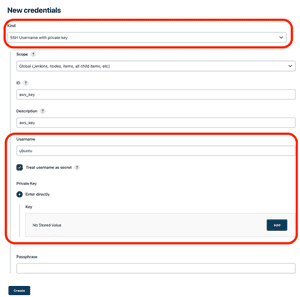 New credentials
Kind
SSH Username with private key
Scope ?
Global (Jenkins, nodes, items, all child items, etc)
ID ?
aws_key
Description ?
aws_key
Username
ubuntu
Treat username as secret ?
Private Key
Enter directly
Key
No Stored Value
Add
Passphrase
Create